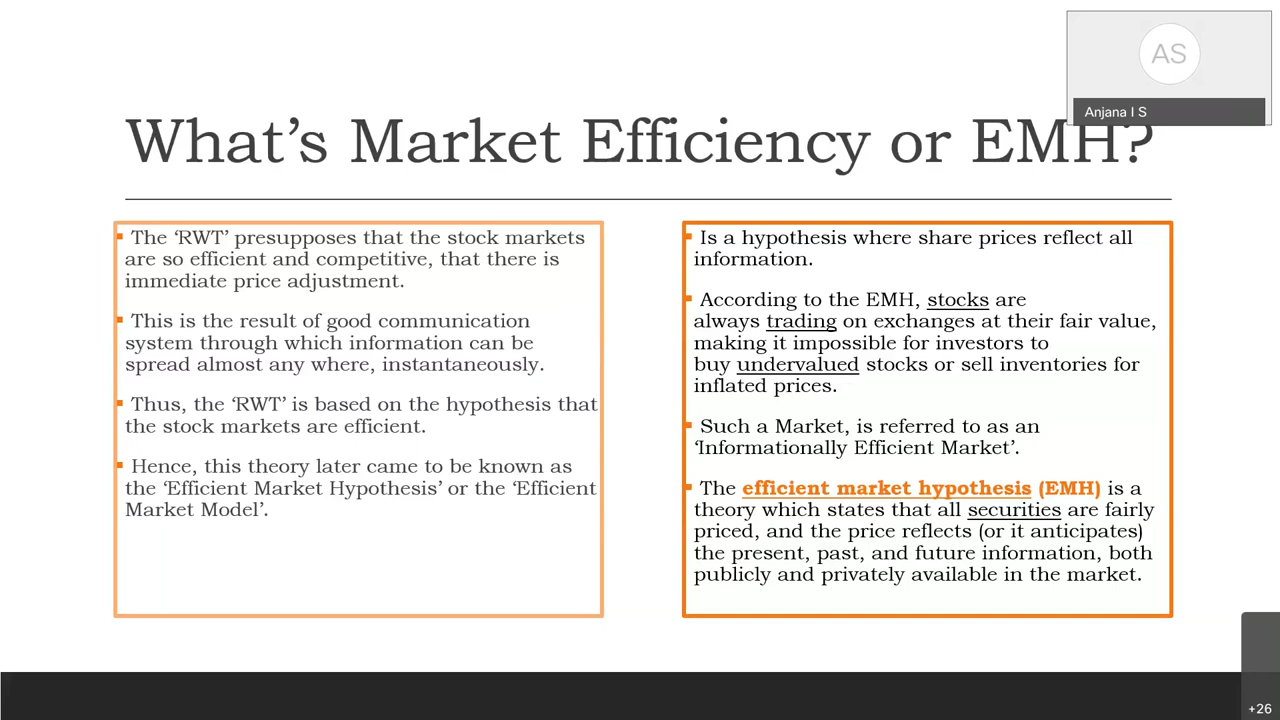 AS
Anjana I S
What’s Market Efficiency or EMH?
The ‘RWT’ presupposes that the stock markets
are so efficient and competitive, that there is
immediate price adjustment.
This is the result of good communication
system through which information can be
spread almost any where, instantaneously.
Thus, the ‘RWT’ is based on the hypothesis that
the stock markets are efficient.
Hence, this theory later came to be known as
the ‘Efficient Market Hypothesis’ or the ‘Efficient
Market Model’.
Is a hypothesis where share prices reflect all
information.
According to the EMH, stocks are
always trading on exchanges at their fair value,
making it impossible for investors to
buy undervalued stocks or sell inventories for
inflated prices.
Such a Market, is referred to as an
‘Informationally Efficient Market’.
The efficient market hypothesis (EMH) is a
theory which states that all securities are fairly
priced, and the price reflects (or it anticipates)
the present, past, and future information, both
publicly and privately available in the market.
+26